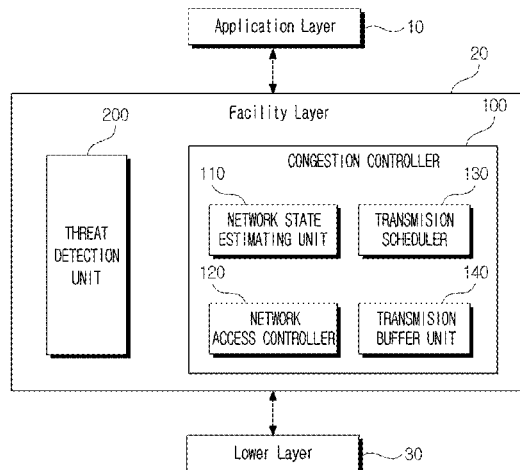 Application Layer
10
20
Facility Layer
200
100
CONGESTION CONTROLLER
110
130
THREAT
DETECTION
UNIT
NETWORK STATE
ESTIMATING UNIT
TRANSMISION
SCHEDULER
120
140
NETWORK
ACCESS CONTROLLER
TRANSMISION
BUFFER UNIT
Lower Layer
30